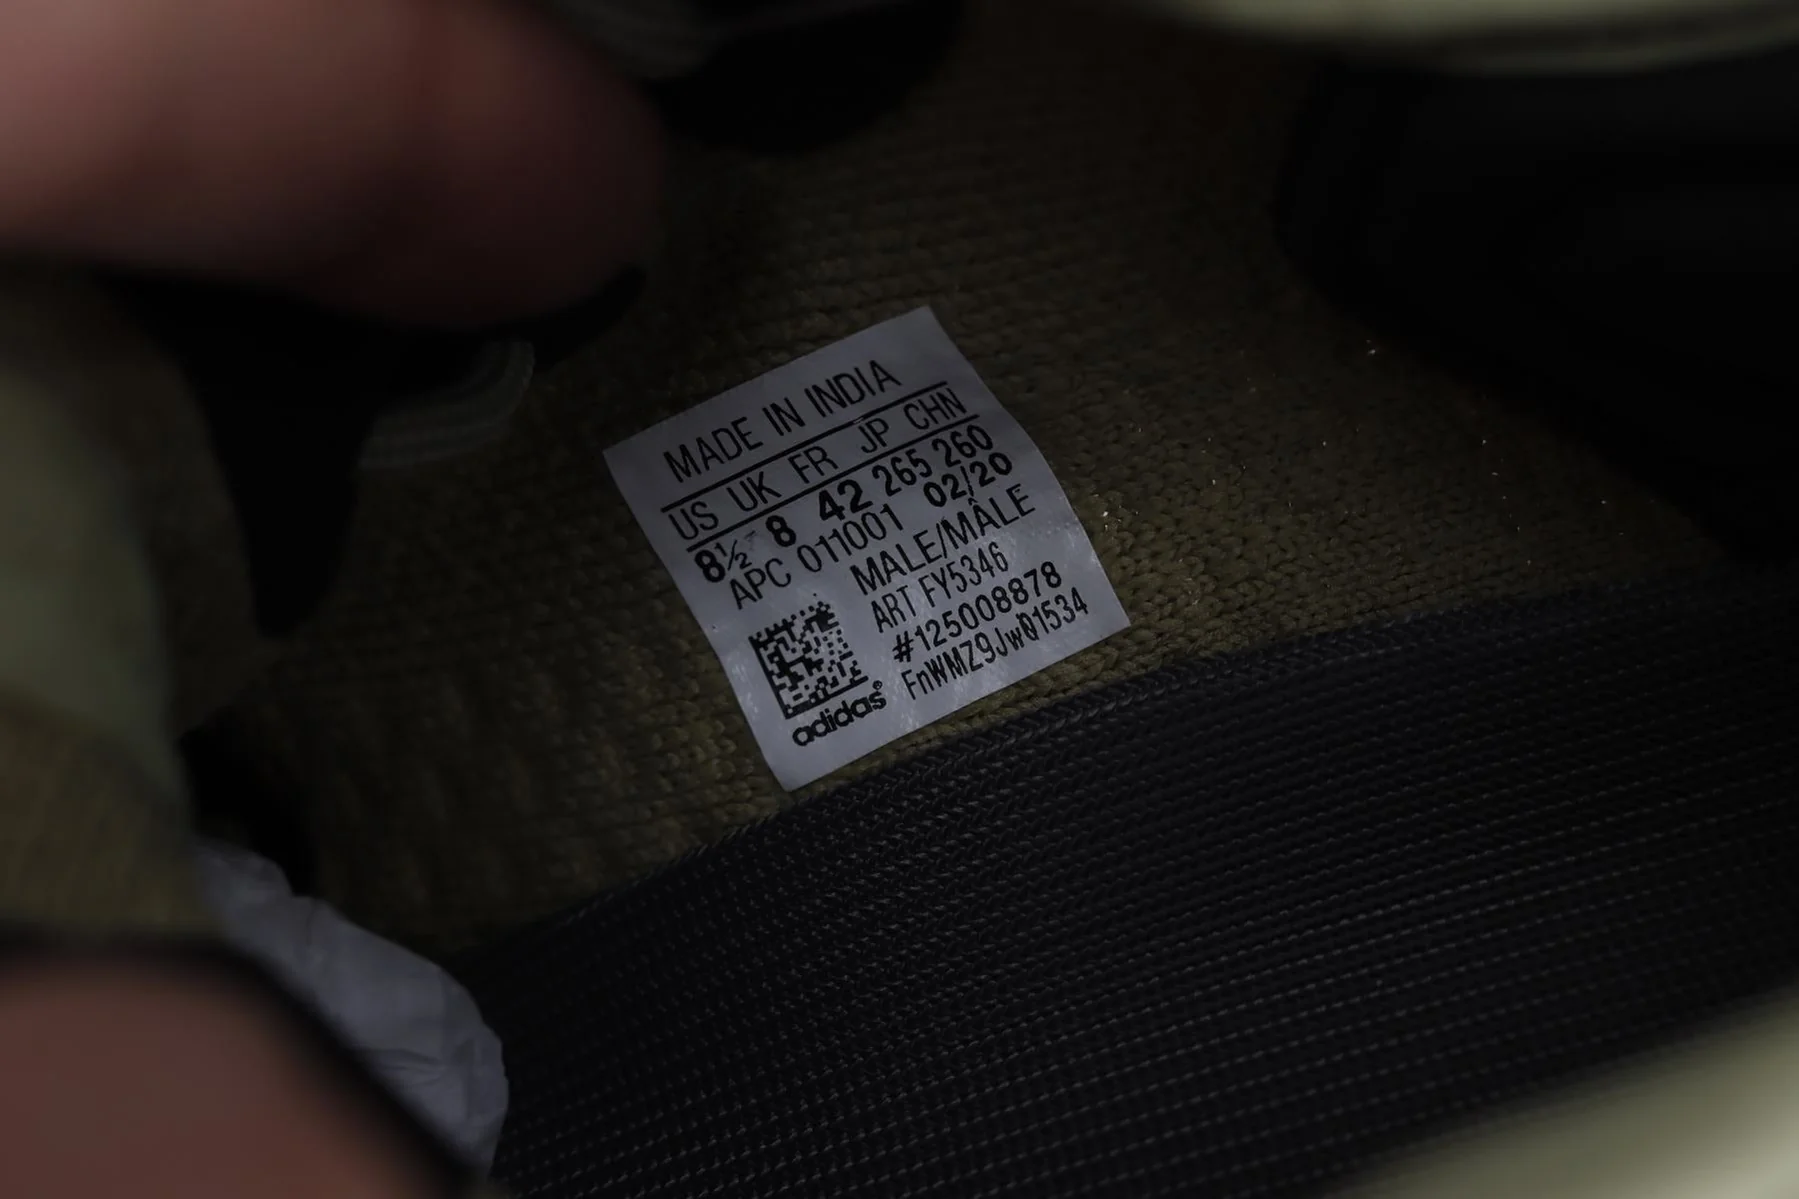 MADE IN INDIA
US UK FR JP CHN
8½ 8 42 265 260
APC 011001 02/20
MALE/MÂLE
ART FY5346
#125008878
FnWMZ9JwQ1534
adidas®